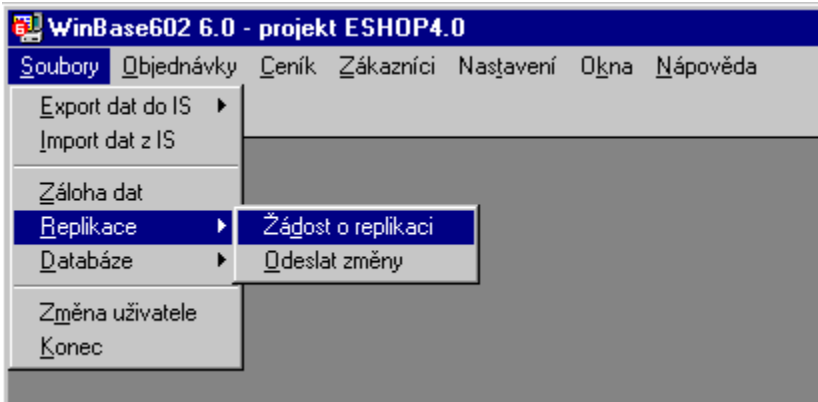 WinBase602 6.0 - projekt ESHOP4.0
Soubory Objednávky Ceník Zákazníci Nastavení Okna Nápověda
Export dat do IS
Import dat z IS
Záloha dat
Replikace
Žádost o replikaci
Databáze
Odeslat změny
Změna uživatele
Konec